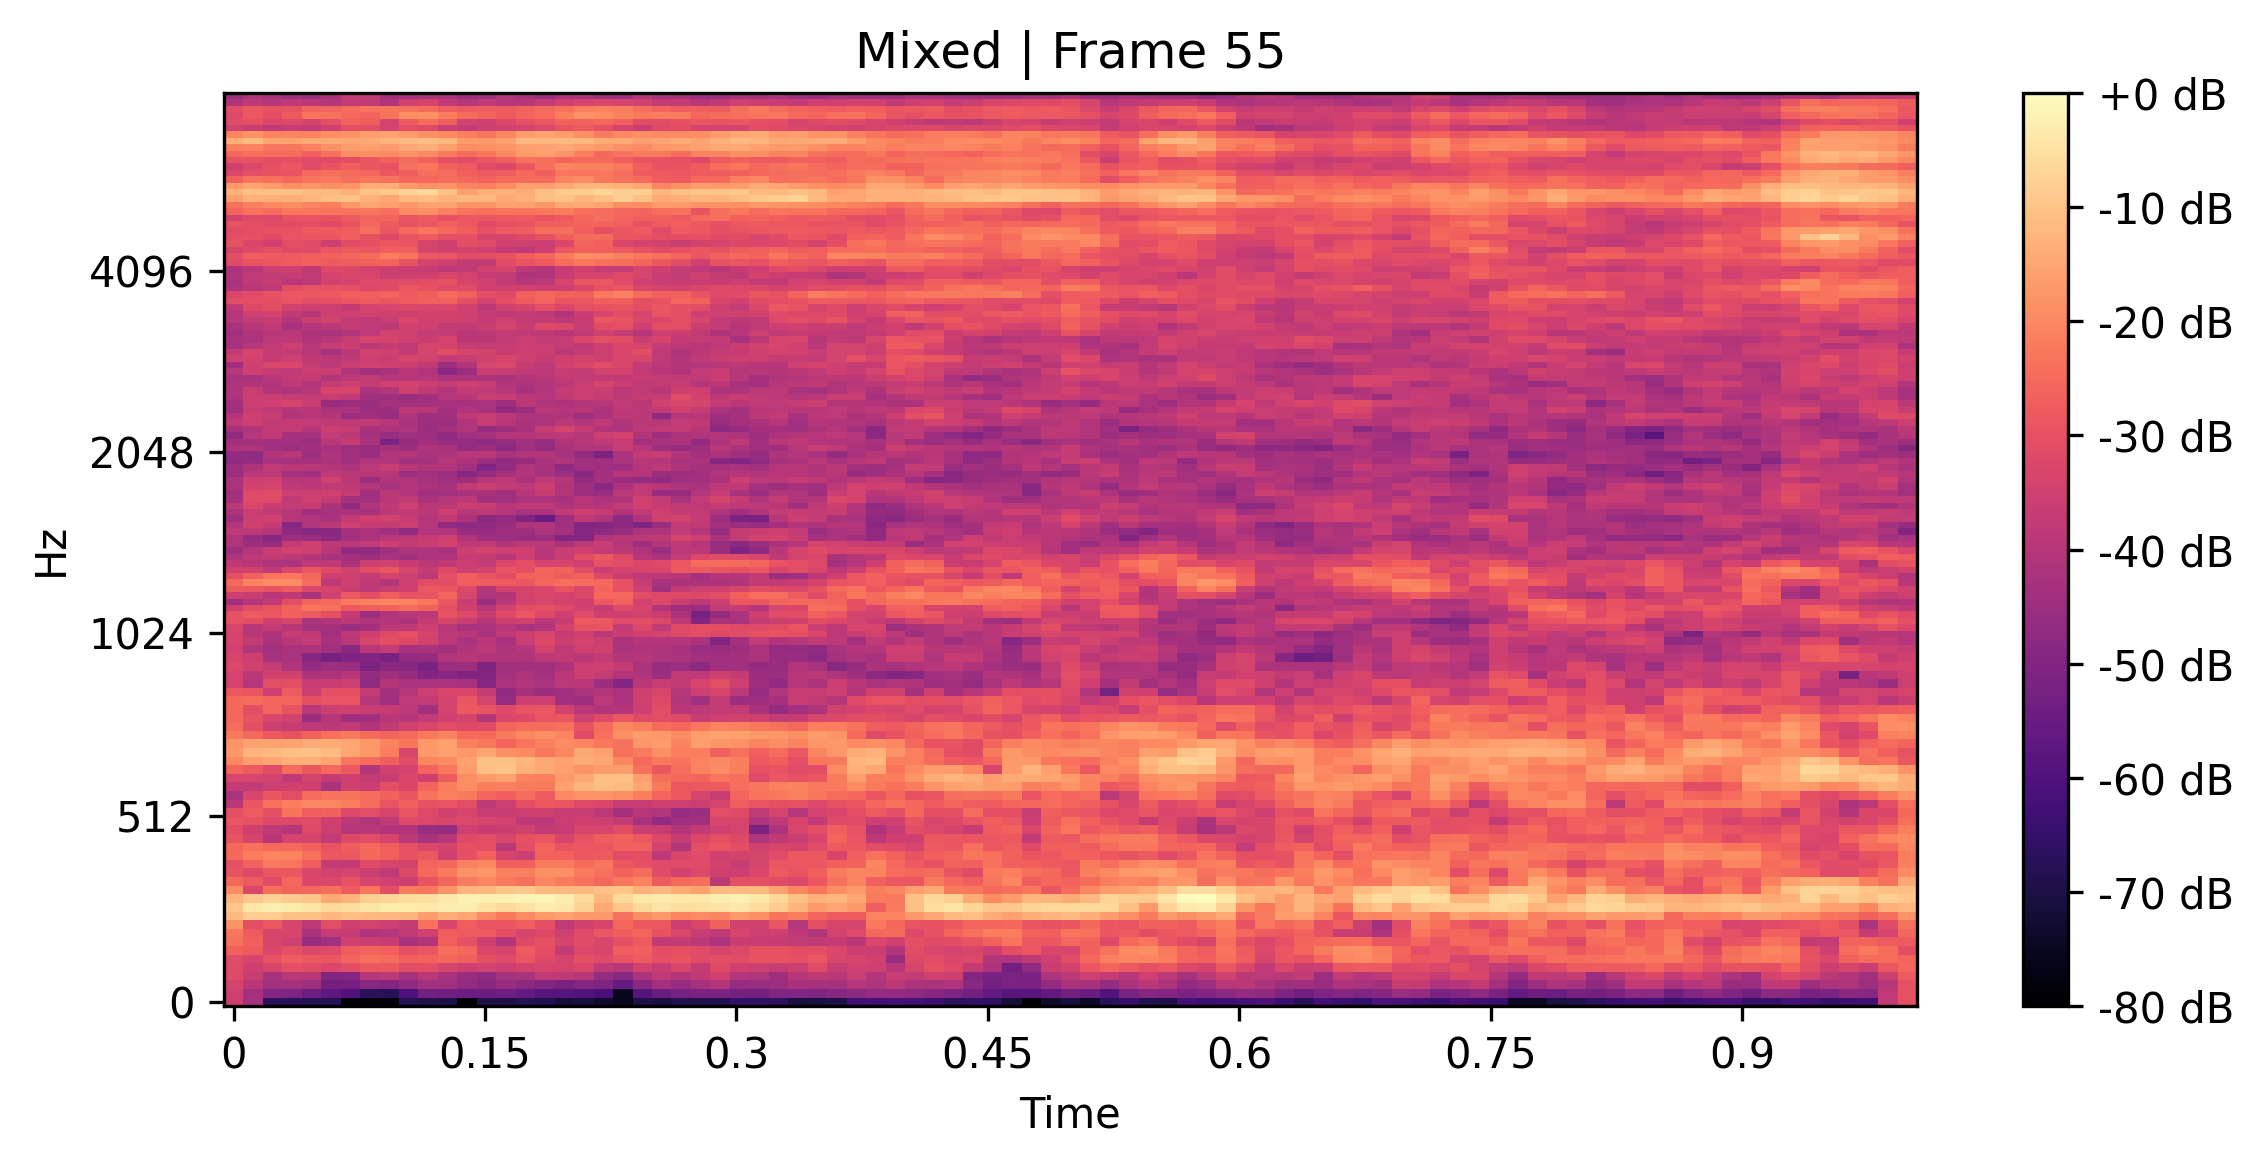 Mixed | Frame 55
+0 dB
-10 dB
-20 dB
-30 dB
-40 dB
-50 dB
-60 dB
-70 dB
-80 dB
Hz
4096
2048
1024
512
0
0 0.15 0.3 0.45 0.6 0.75 0.9
Time